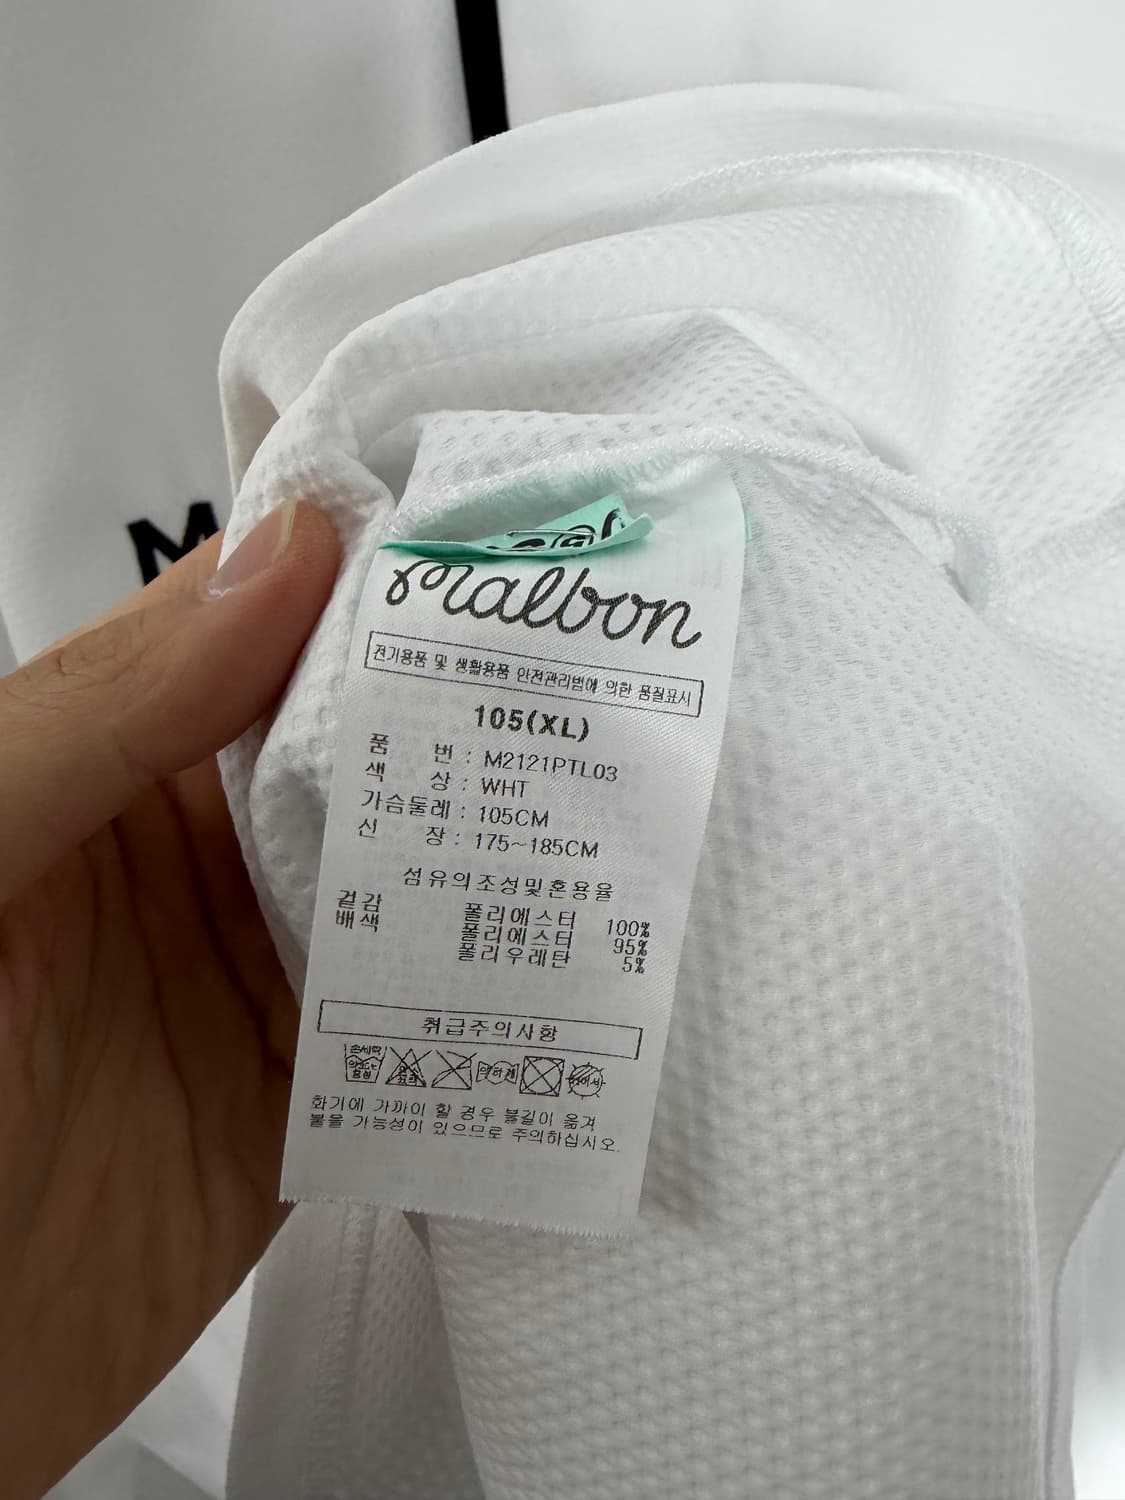 M
malbon
전기용품 및 생활용품 안전관리법에 의한 품질표시
105(XL)
품 번 : M2121PTL03
색 상 : WHT
가슴둘레 : 105CM
신 장 : 175~185CM
섬유의조성및혼용율
겉감 폴리에스터 100%
배색 폴리에스터 95%
폴리우레탄 5%
취급주의사항
손세탁
화기에 가까이 할 경우 불길이 옮겨
붙을 가능성이 있으므로 주의하십시오.